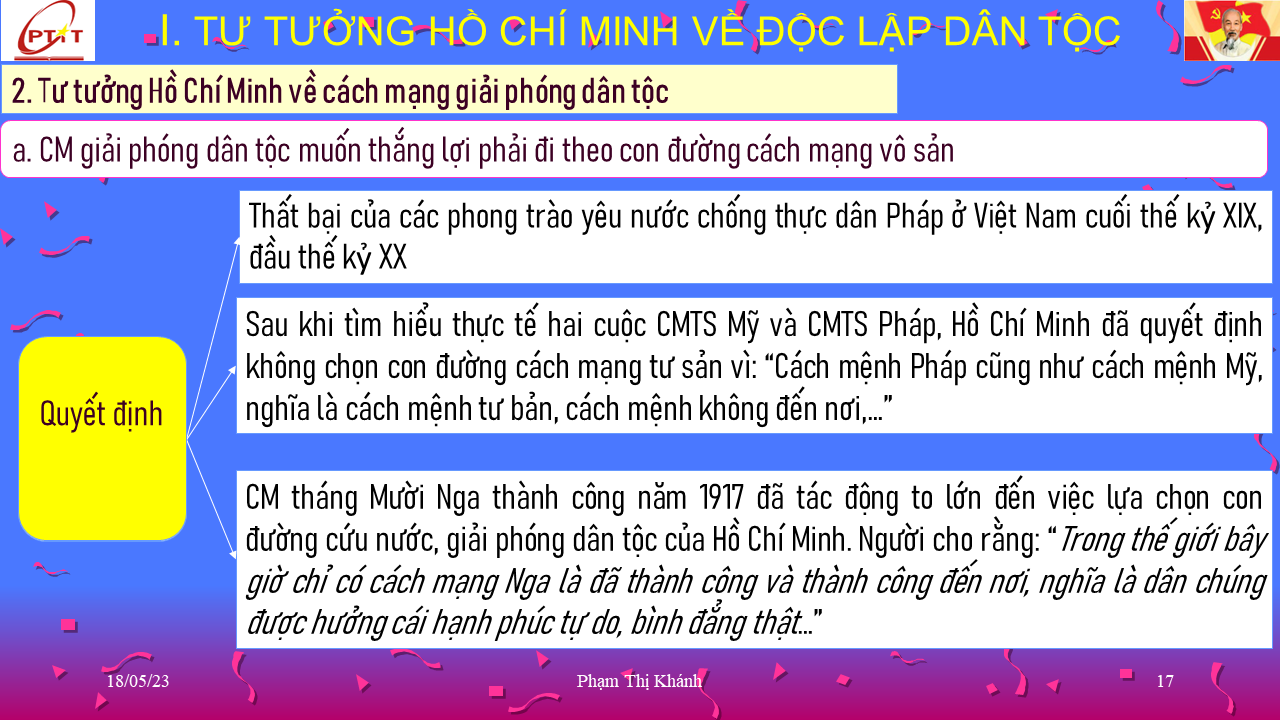 PTiT
I. TƯ TƯỞNG HỒ CHÍ MINH VỀ ĐỘC LẬP DÂN TỘC
2. Tư tưởng Hồ Chí Minh về cách mạng giải phóng dân tộc
a. CM giải phóng dân tộc muốn thắng lợi phải đi theo con đường cách mạng vô sản
Thất bại của các phong trào yêu nước chống thực dân Pháp ở Việt Nam cuối thế kỷ XIX,
đầu thế kỷ XX
Sau khi tìm hiểu thực tế hai cuộc CMTS Mỹ và CMTS Pháp, Hồ Chí Minh đã quyết định
không chọn con đường cách mạng tư sản vì: “Cách mệnh Pháp cũng như cách mệnh Mỹ,
nghĩa là cách mệnh tư bản, cách mệnh không đến nơi,...”
Quyết định
CM tháng Mười Nga thành công năm 1917 đã tác động to lớn đến việc lựa chọn con
đường cứu nước, giải phóng dân tộc của Hồ Chí Minh. Người cho rằng: “Trong thế giới bây
giờ chỉ có cách mạng Nga là đã thành công và thành công đến nơi, nghĩa là dân chúng
được hưởng cái hạnh phúc tự do, bình đẳng thật...”
18/05/23
Phạm Thị Khánh
17